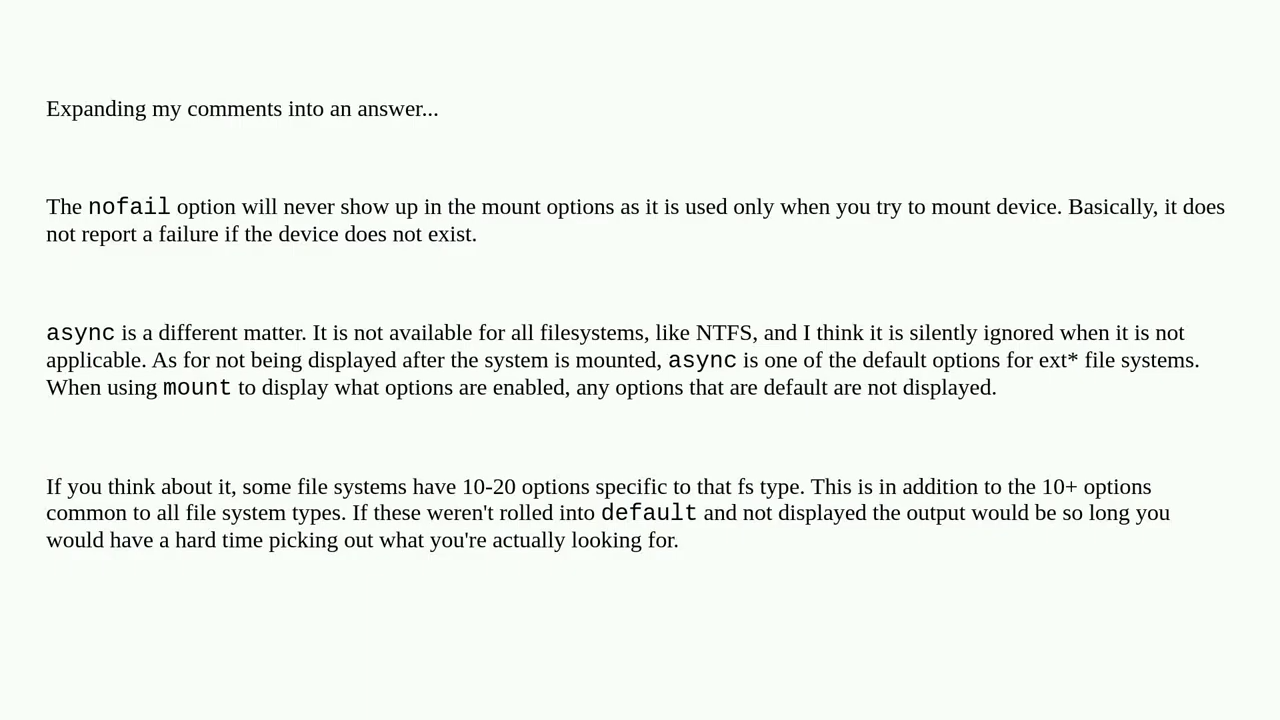 Expanding my comments into an answer...
The nofail option will never show up in the mount options as it is used only when you try to mount device. Basically, it does
not report a failure if the device does not exist.
async is a different matter. It is not available for all filesystems, like NTFS, and I think it is silently ignored when it is not
applicable. As for not being displayed after the system is mounted, async is one of the default options for ext* file systems.
When using mount to display what options are enabled, any options that are default are not displayed.
If you think about it, some file systems have 10-20 options specific to that fs type. This is in addition to the 10+ options
common to all file system types. If these weren't rolled into default and not displayed the output would be so long you
would have a hard time picking out what you're actually looking for.